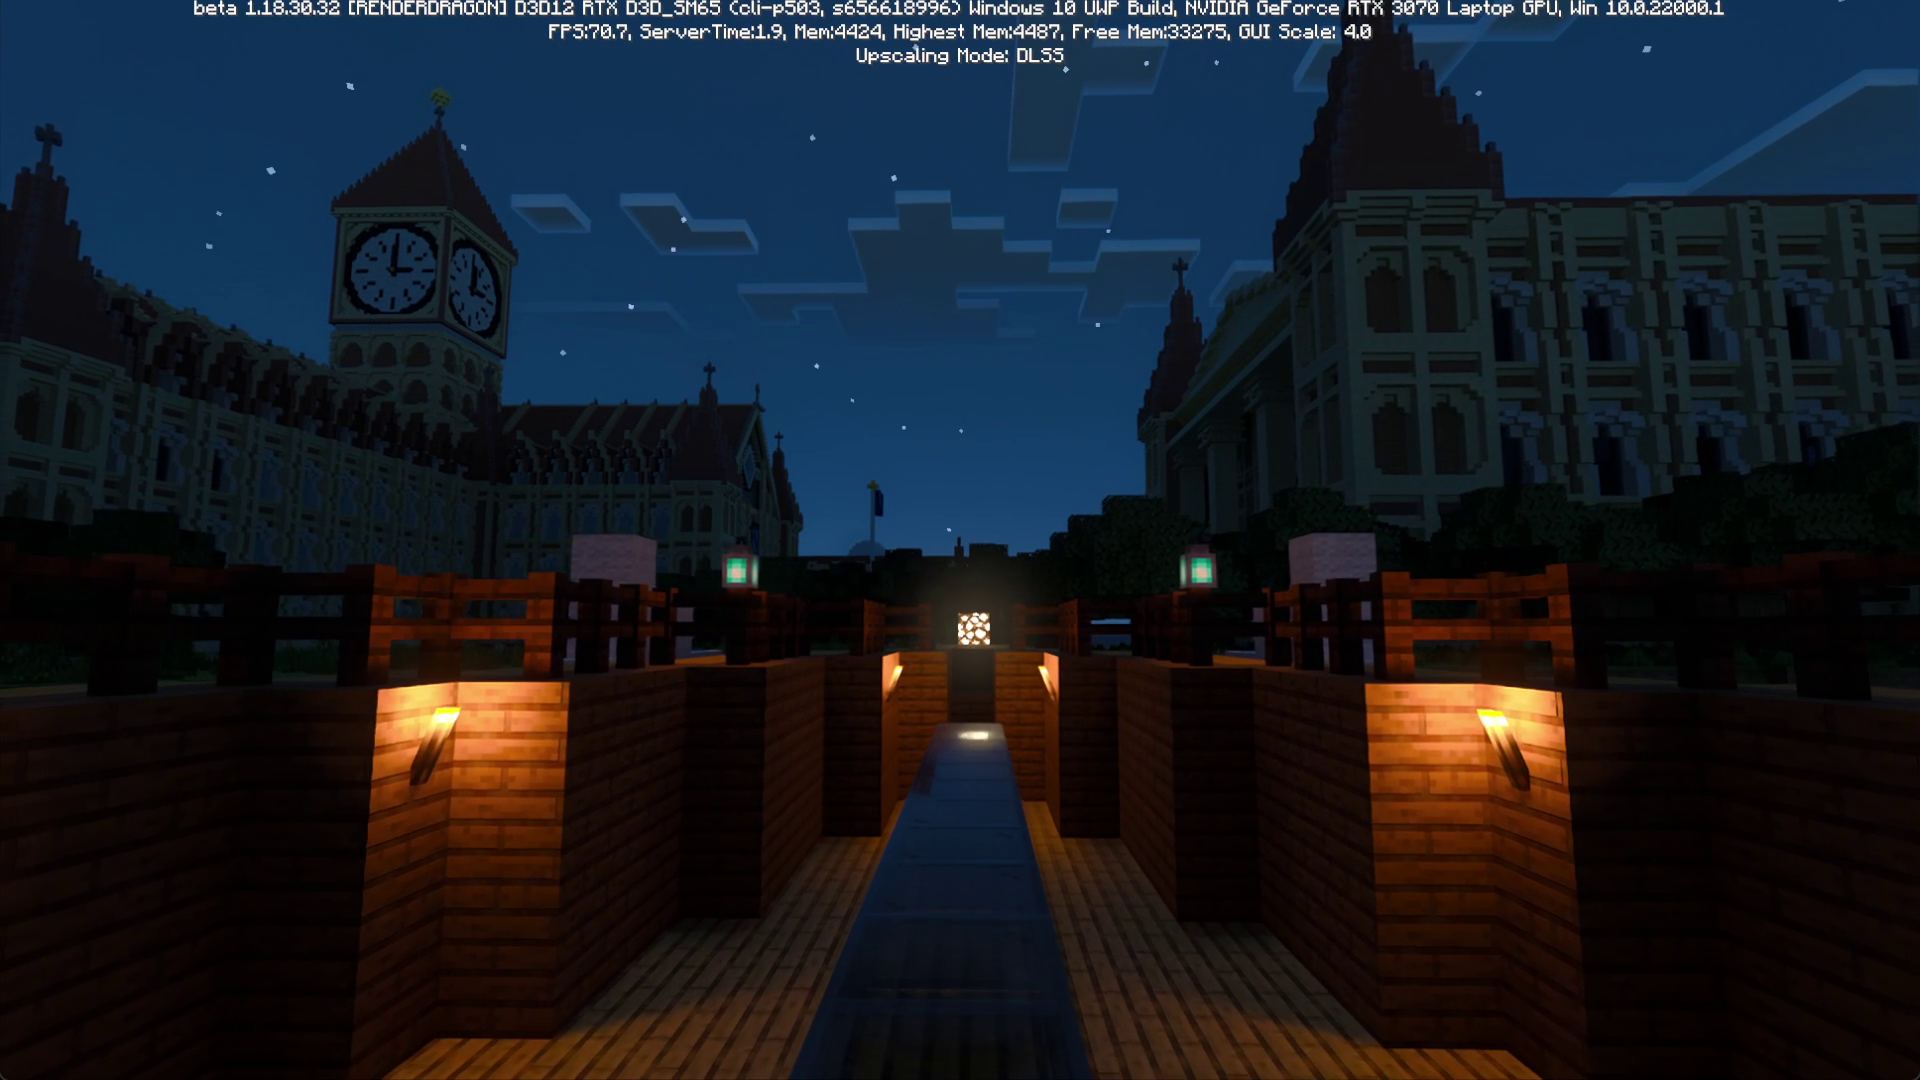 beta 1.18.30.32 [RENDERDRAGON] D3D12 RTX D3D_SM65 (cli-p503, s656618996) Windows 10 UWP Build, NVIDIA GeForce RTX 3070 Laptop GPU, Win 10.0.22000.1
FPS:70.7, ServerTime:1.9, Mem:4424, Highest Mem:4487, Free Mem:33275, GUI Scale: 4.0
Upscaling Mode: DLSS